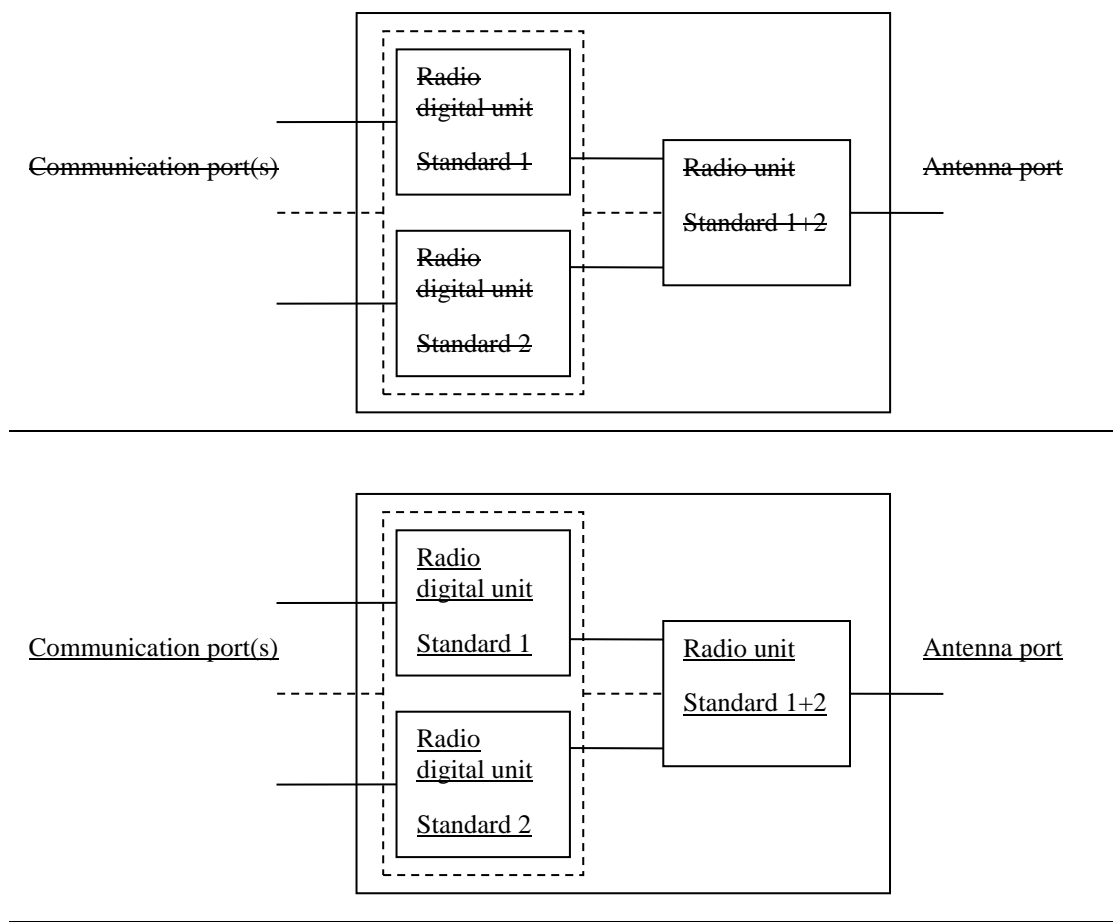 Radio
digital unit
Standard 1
Communication port(s)
Radio unit
Antenna port
Standard 1+2
Radio
digital unit
Standard 2
Radio
digital unit
Standard 1
Communication port(s)
Radio unit
Antenna port
Standard 1+2
Radio
digital unit
Standard 2